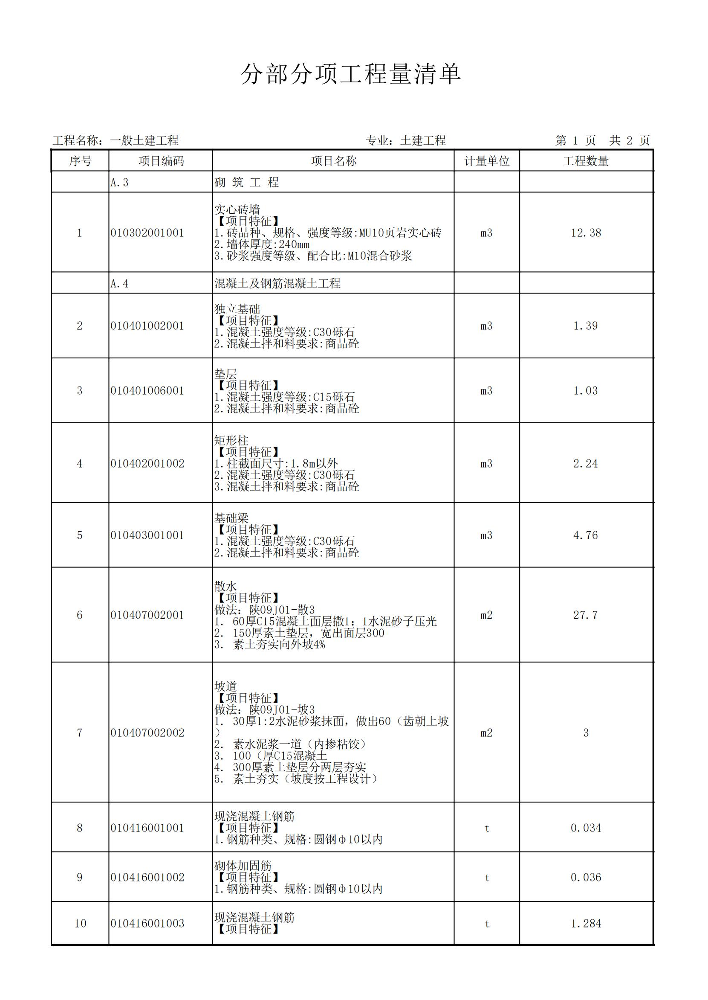 分部分项工程量清单
工程名称：一般土建工程 专业：土建工程 第 1 页 共 2 页
序号 项目编码 项目名称 计量单位 工程数量
A.3 砌 筑 工 程
实心砖墙
【项目特征】
1 010302001001 1.砖品种、规格、强度等级:MU10页岩实心砖 m3 12.38
2.墙体厚度:240mm
3.砂浆强度等级、配合比:M10混合砂浆
A.4 混凝土及钢筋混凝土工程
独立基础
【项目特征】
2 010401002001 1.混凝土强度等级:C30砾石 m3 1.39
2.混凝土拌和料要求:商品砼
垫层
【项目特征】
3 010401006001 1.混凝土强度等级:C15砾石 m3 1.03
2.混凝土拌和料要求:商品砼
矩形柱
【项目特征】
4 010402001002 1.柱截面尺寸:1.8m以外 m3 2.24
2.混凝土强度等级:C30砾石
3.混凝土拌和料要求:商品砼
基础梁
【项目特征】
5 010403001001 1.混凝土强度等级:C30砾石 m3 4.76
2.混凝土拌和料要求:商品砼
散水
【项目特征】
做法：陕09J01-散3
6 010407002001 1. 60厚C15混凝土面层撒1：1水泥砂子压光 m2 27.7
2. 150厚素土垫层，宽出面层300
3. 素土夯实向外坡4%
坡道
【项目特征】
做法：陕09J01-坡3
1. 30厚1:2水泥砂浆抹面，做出60（齿朝上坡
7 010407002002 ） m2 3
2. 素水泥浆一道（内掺粘饺）
3. 100（厚C15混凝土
4. 300厚素土垫层分两层夯实
5. 素土夯实（坡度按工程设计）
现浇混凝土钢筋
8 010416001001 【项目特征】 t 0.034
1.钢筋种类、规格:圆钢φ10以内
砌体加固筋
9 010416001002 【项目特征】 t 0.036
1.钢筋种类、规格:圆钢φ10以内
现浇混凝土钢筋
10 010416001003 【项目特征】 t 1.284